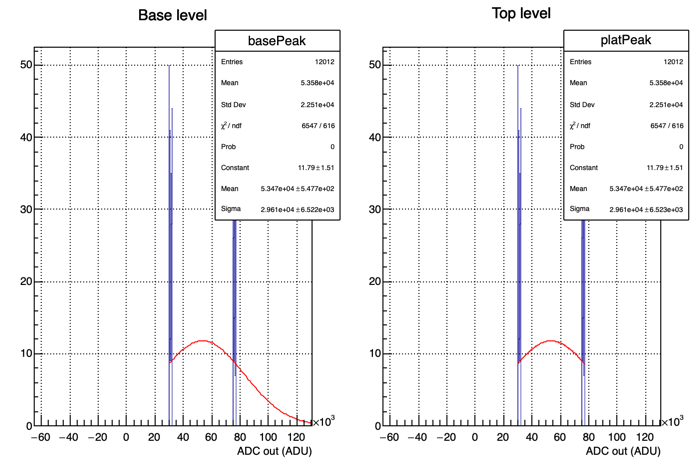 Base level
basePeak
Entries 12012
Mean 5.358e+04
Std Dev 2.251e+04
χ² / ndf 6547 / 616
Prob 0
Constant 11.79 ± 1.51
Mean 5.347e+04 ± 5.477e+02
Sigma 2.961e+04 ± 6.522e+03
50
40
30
20
10
0
−60 −40 −20 0 20 40 60 80 100 120
×10³
ADC out (ADU)
Top level
platPeak
Entries 12012
Mean 5.358e+04
Std Dev 2.251e+04
χ² / ndf 6547 / 616
Prob 0
Constant 11.79 ± 1.51
Mean 5.347e+04 ± 5.477e+02
Sigma 2.961e+04 ± 6.523e+03
50
40
30
20
10
0
−60 −40 −20 0 20 40 60 80 100 120
×10³
ADC out (ADU)